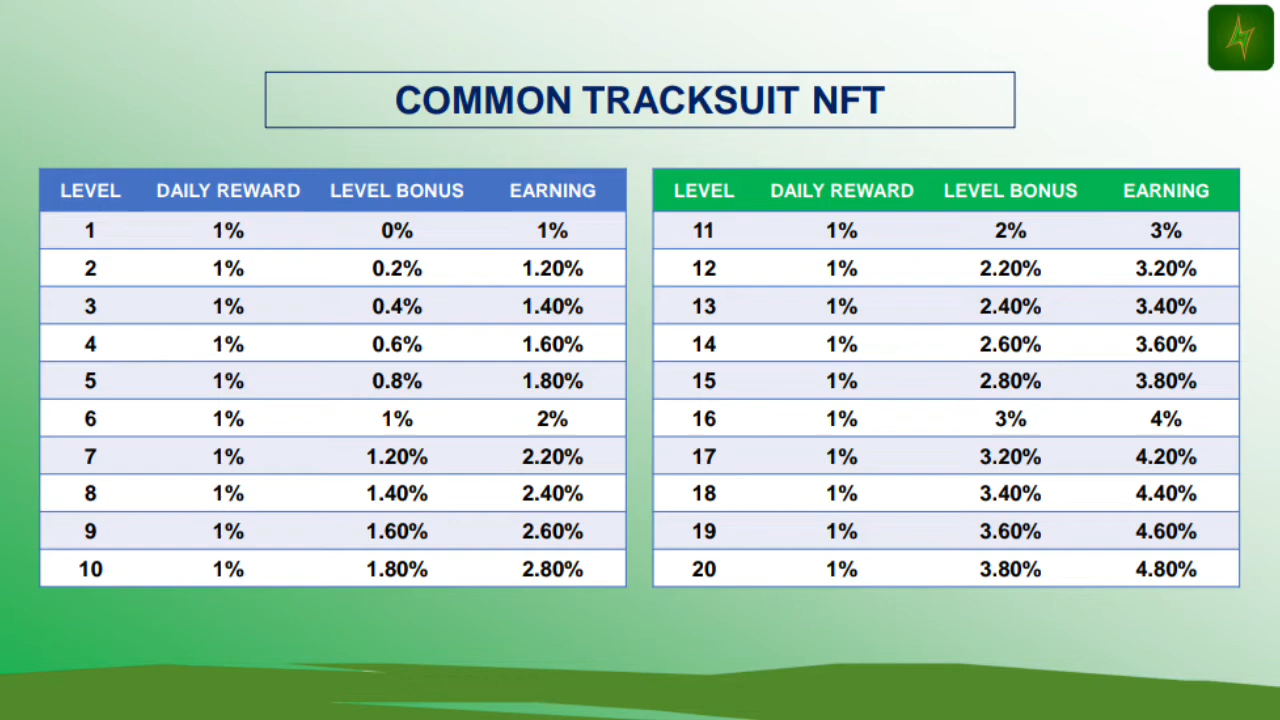 COMMON TRACKSUIT NFT
LEVEL DAILY REWARD LEVEL BONUS EARNING
1 1% 0% 1%
2 1% 0.2% 1.20%
3 1% 0.4% 1.40%
4 1% 0.6% 1.60%
5 1% 0.8% 1.80%
6 1% 1% 2%
7 1% 1.20% 2.20%
8 1% 1.40% 2.40%
9 1% 1.60% 2.60%
10 1% 1.80% 2.80%
LEVEL DAILY REWARD LEVEL BONUS EARNING
11 1% 2% 3%
12 1% 2.20% 3.20%
13 1% 2.40% 3.40%
14 1% 2.60% 3.60%
15 1% 2.80% 3.80%
16 1% 3% 4%
17 1% 3.20% 4.20%
18 1% 3.40% 4.40%
19 1% 3.60% 4.60%
20 1% 3.80% 4.80%